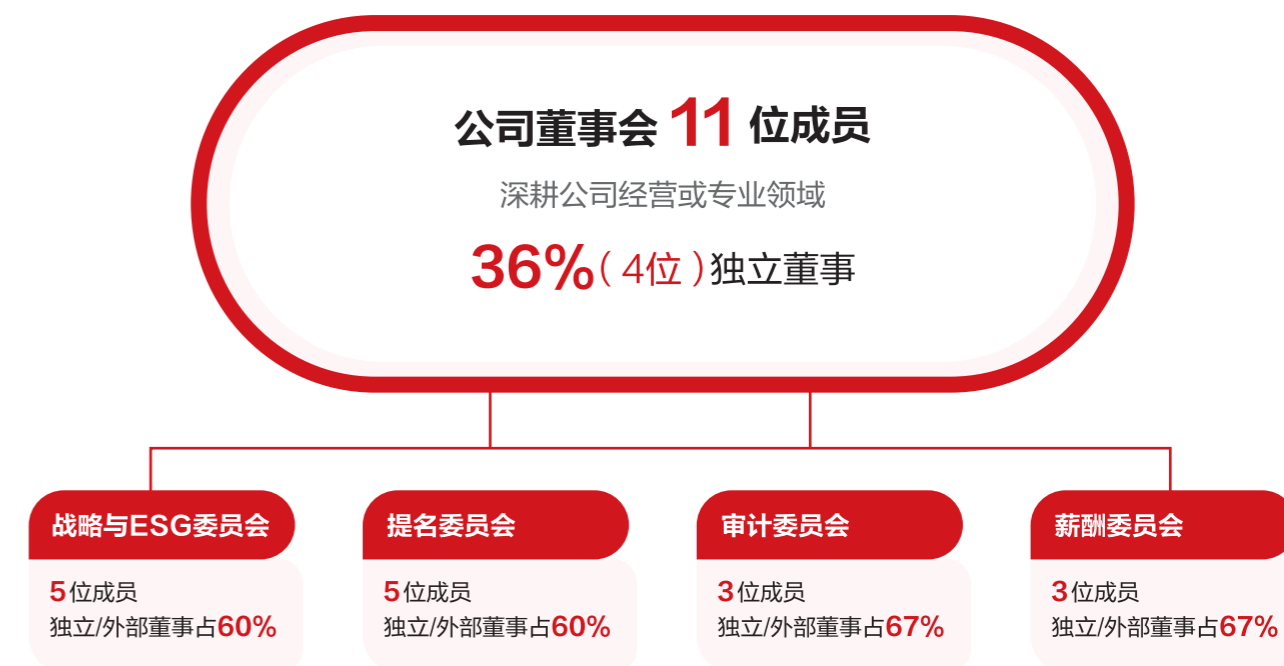 公司董事会 11 位成员
深耕公司经营或专业领域
36%（4位）独立董事
战略与ESG委员会
5位成员
独立/外部董事占60%
提名委员会
5位成员
独立/外部董事占60%
审计委员会
3位成员
独立/外部董事占67%
薪酬委员会
3位成员
独立/外部董事占67%